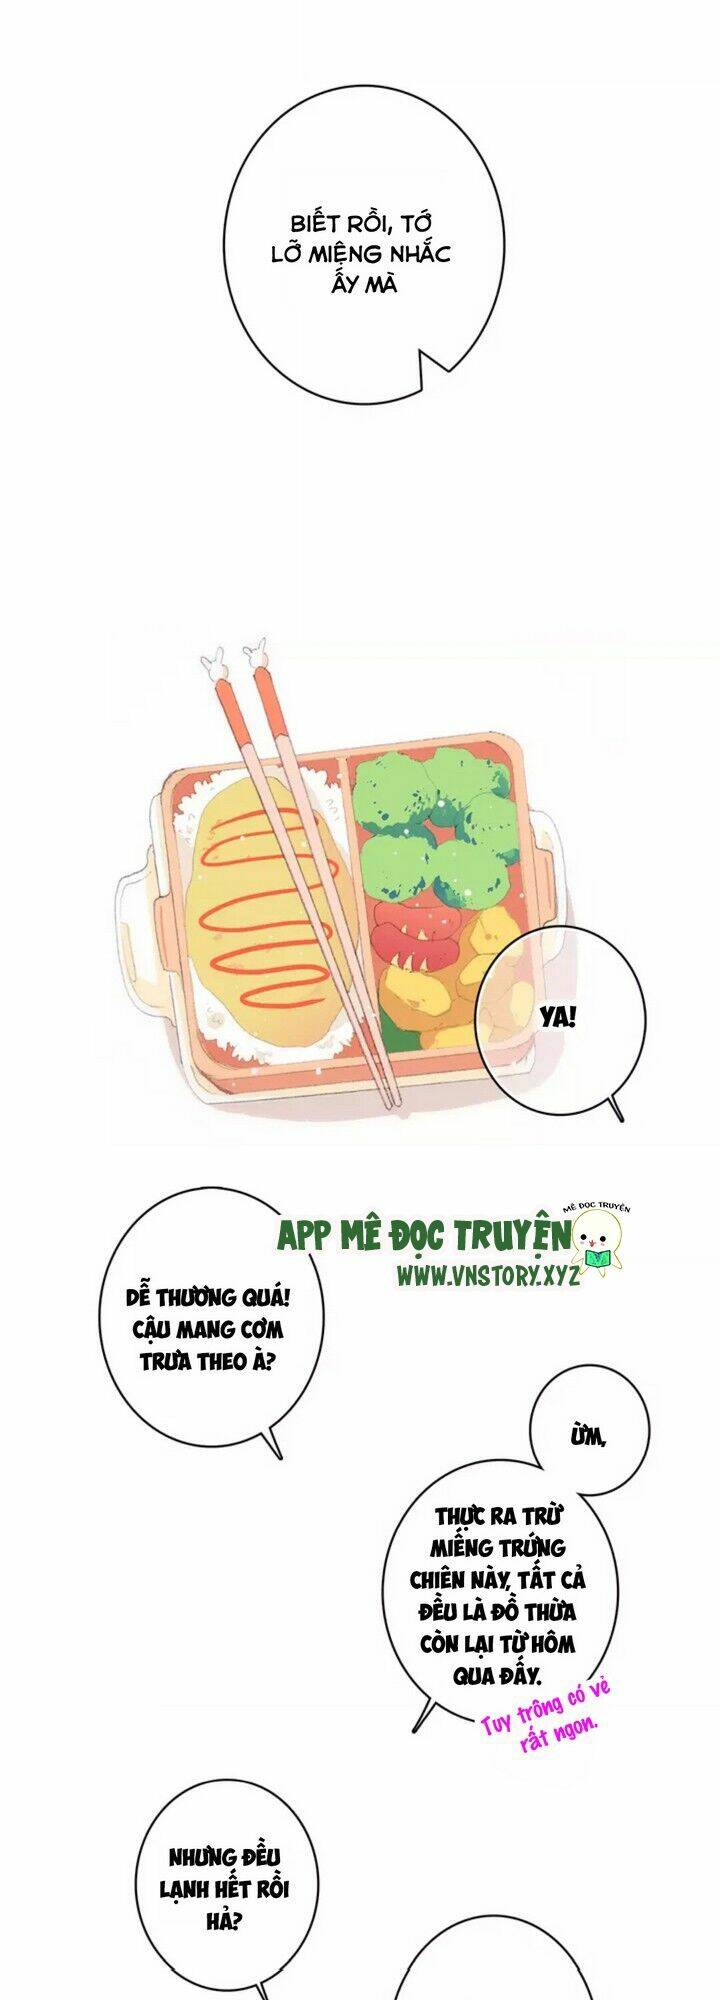 BIẾT RỒI, TỚ
LỠ MIỆNG NHẮC
ẤY MÀ
YA!
MÊ ĐỌC TRUYỆN
APP MÊ ĐỌC TRUYỆN
WWW.VNSTORY.XYZ
DỄ THƯƠNG QUÁ!
CẬU MANG CƠM
TRƯA THEO À?
ỪM,
THỰC RA TRỪ
MIẾNG TRỨNG
CHIÊN NÀY, TẤT CẢ
ĐỀU LÀ ĐỒ THỪA
CÒN LẠI TỪ HÔM
QUA ĐẤY.
Tuy trông có vẻ
rất ngon.
NHƯNG ĐỀU
LẠNH HẾT RỒI
HẢ?